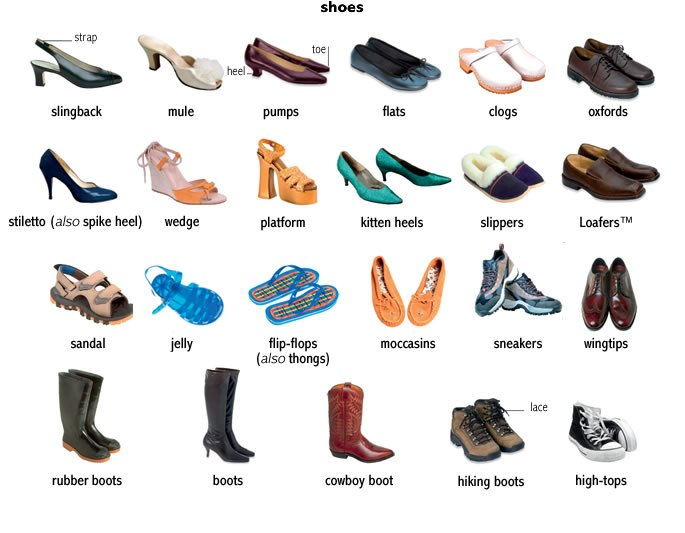 shoes
strap
toe
heel
slingback
mule
pumps
flats
clogs
oxfords
stiletto (also spike heel)
wedge
platform
kitten heels
slippers
Loafers™
sandal
jelly
flip-flops
(also thongs)
moccasins
sneakers
wingtips
lace
rubber boots
boots
cowboy boot
hiking boots
high-tops